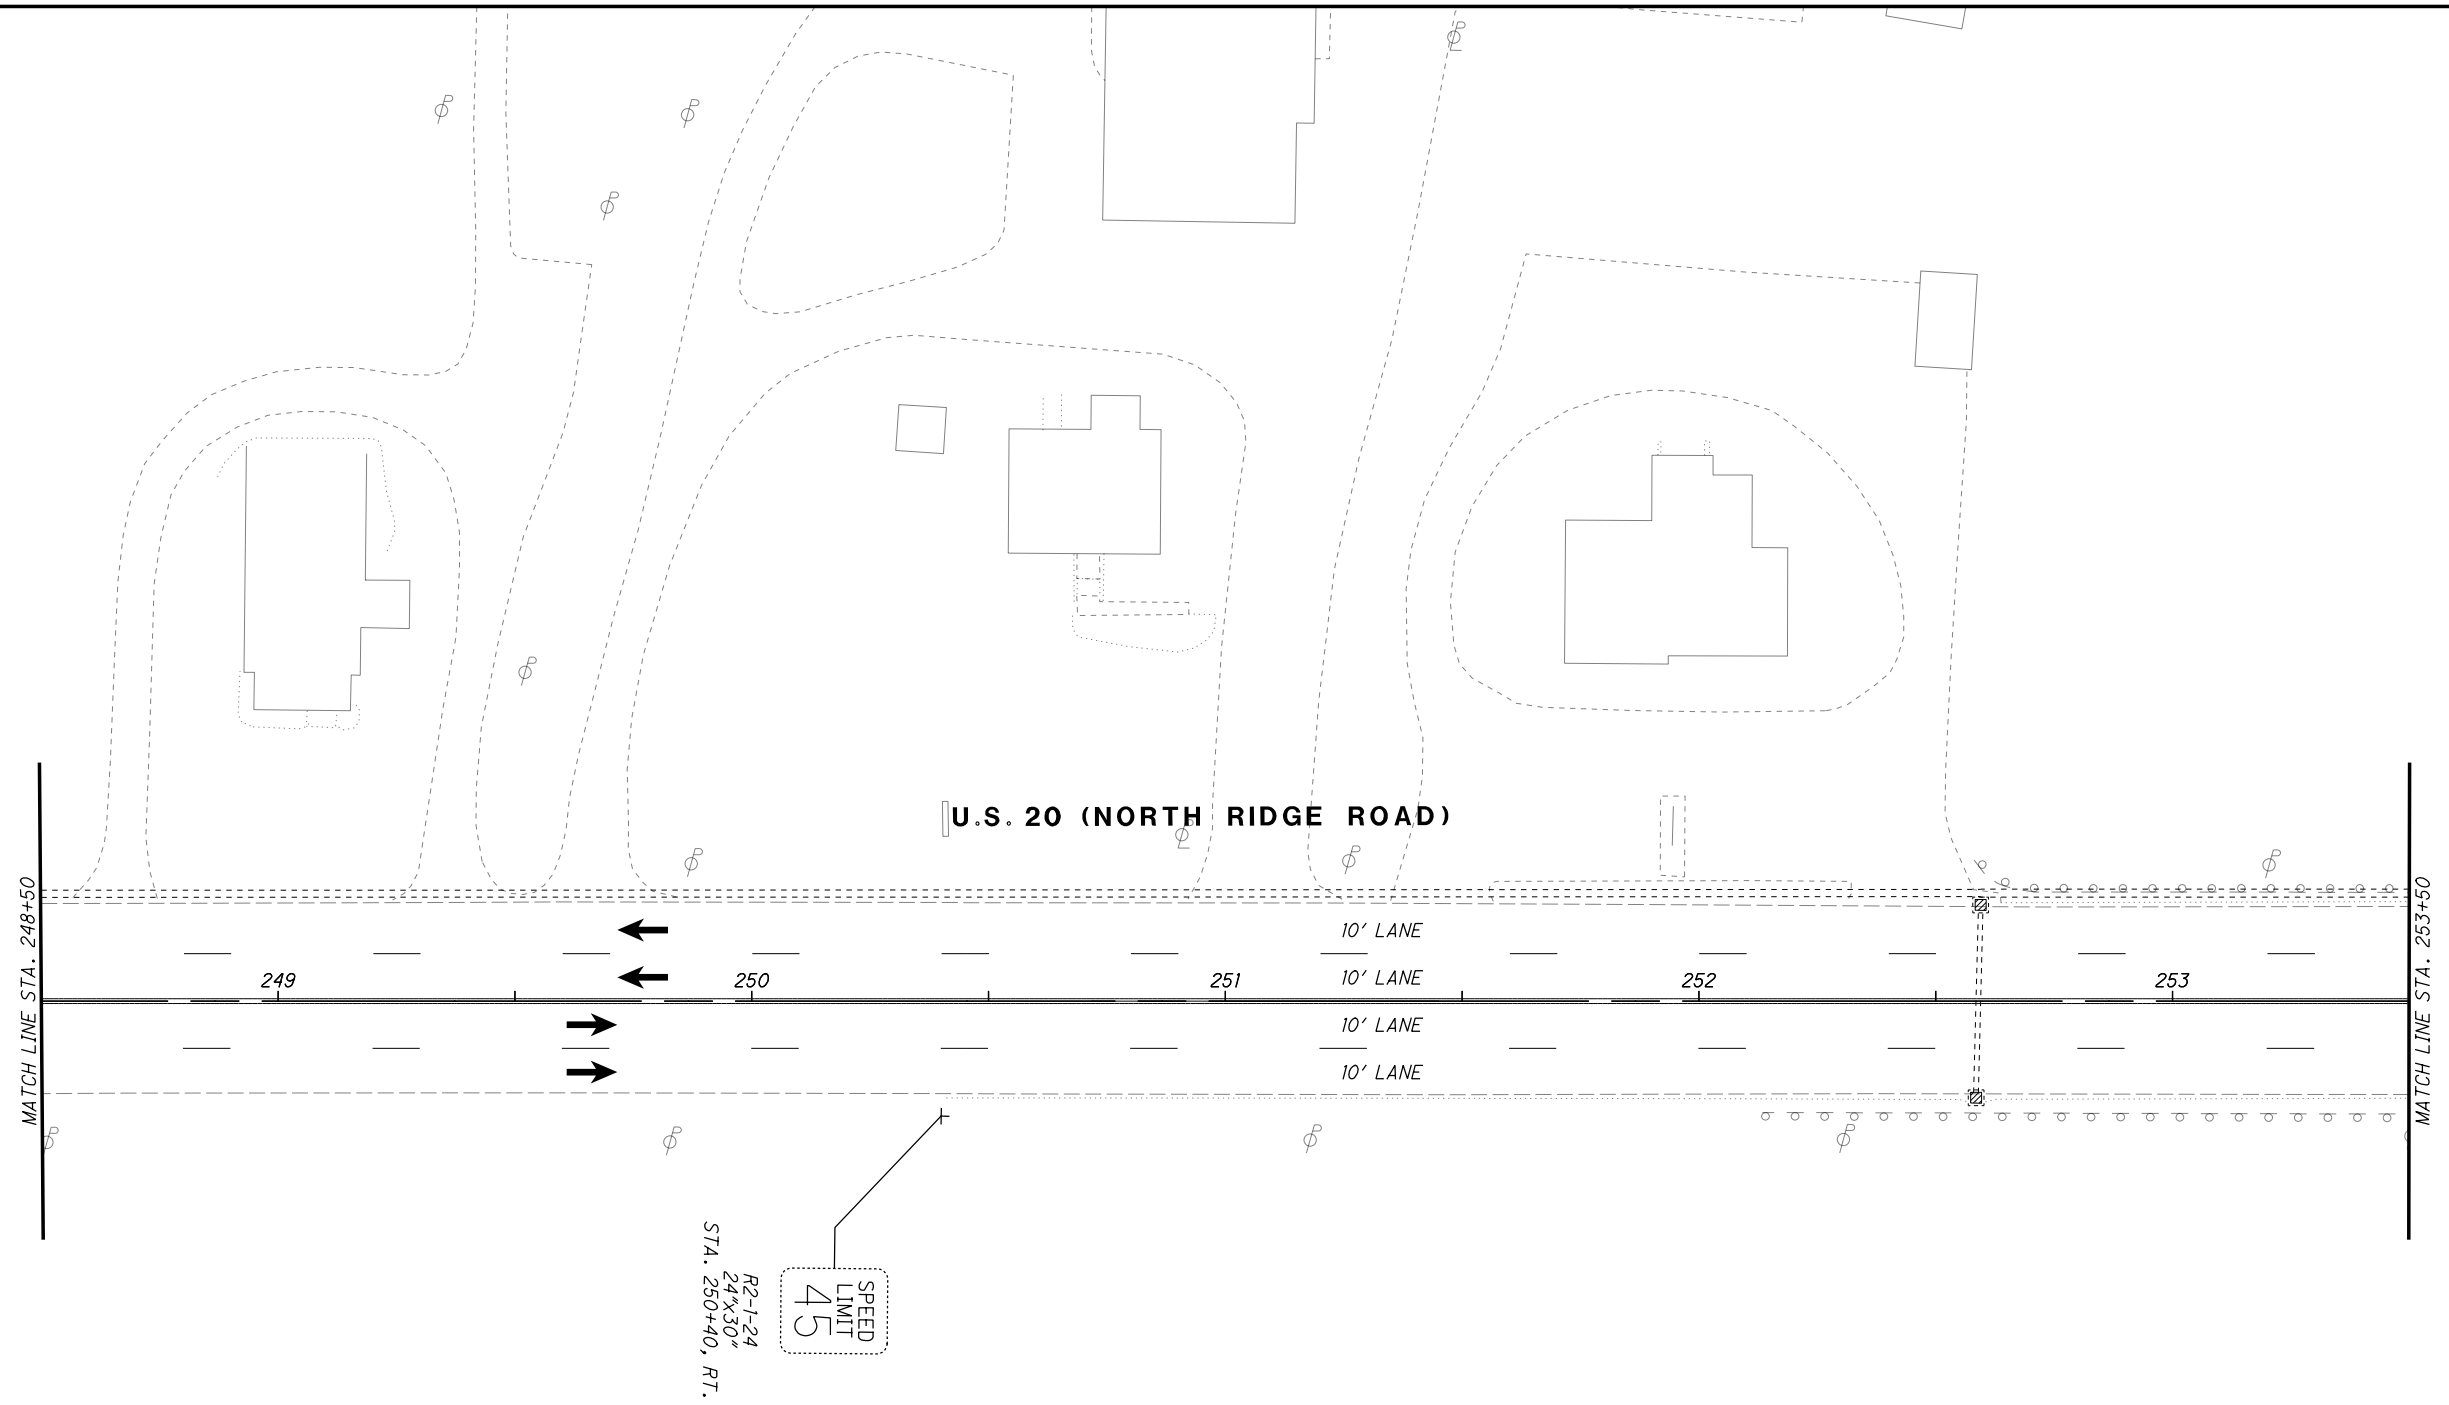 U.S. 20 (NORTH RIDGE ROAD)
MATCH LINE STA. 248+50
MATCH LINE STA. 253+50
10' LANE
249 250 251 252 253
10' LANE
10' LANE
10' LANE
SPEED
LIMIT
45
R2-1-24
24"x30"
STA. 250+40, RT.